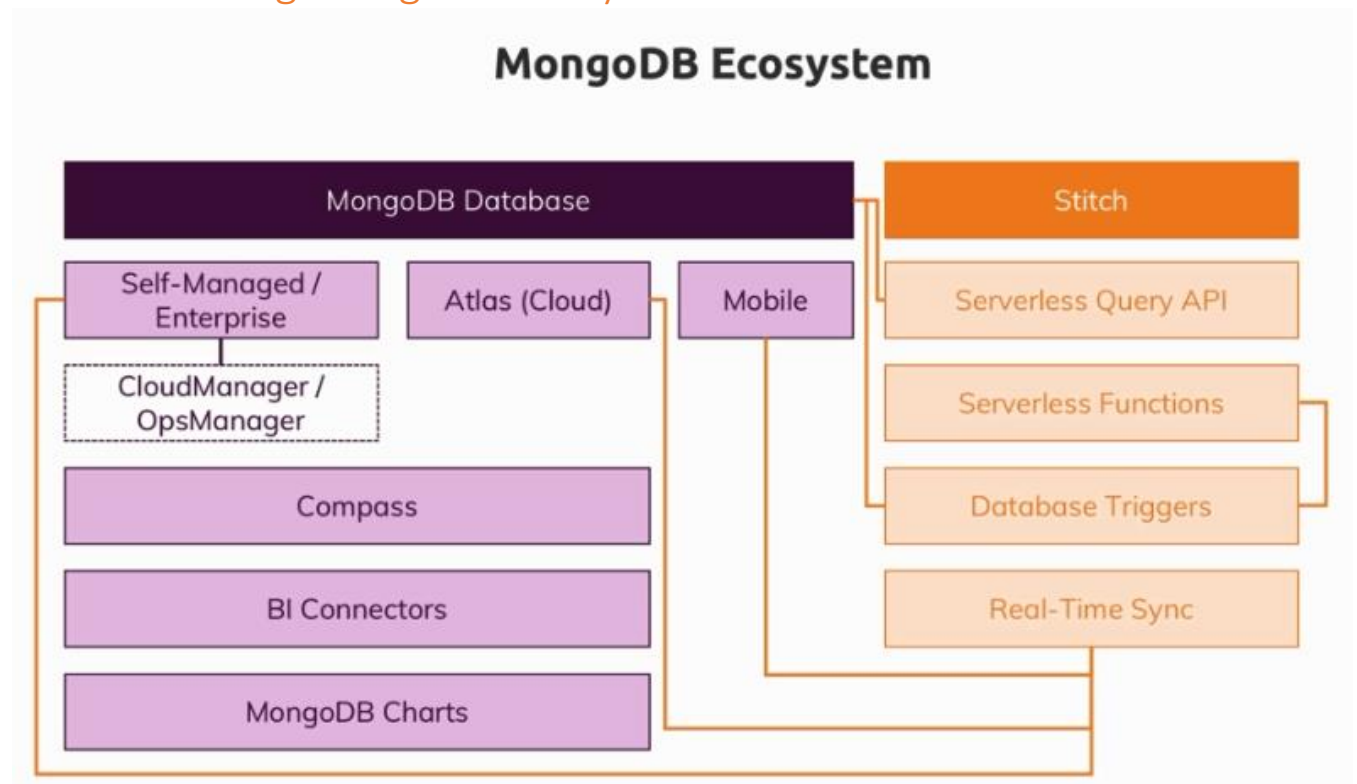 MongoDB Ecosystem
MongoDB Database
Stitch
Self-Managed /
Enterprise
Atlas (Cloud)
Mobile
Serverless Query API
CloudManager /
OpsManager
Serverless Functions
Compass
Database Triggers
BI Connectors
Real-Time Sync
MongoDB Charts